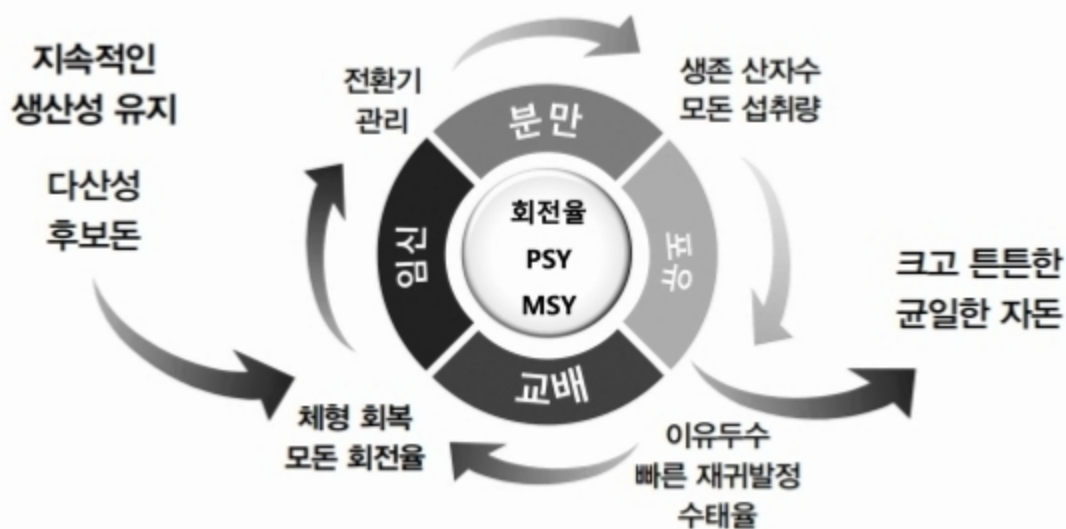 지속적인
생산성 유지
다산성
후보돈
전환기
관리
분만
생존 산자수
모돈 섭취량
임신
회전율
PSY
MSY
포유
크고 튼튼한
균일한 자돈
교배
체형 회복
모돈 회전율
이유두수
빠른 재귀발정
수태율